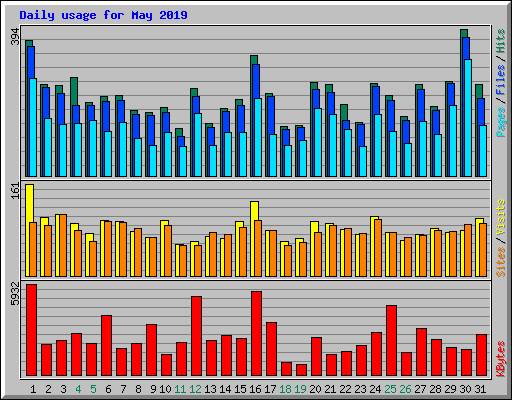 Daily usage for May 2019
394
Pages / Files / Hits
161
Sites / Visits
5932
KBytes
1 2 3 4 5 6 7 8 9 10 11 12 13 14 15 16 17 18 19 20 21 22 23 24 25 26 27 28 29 30 31